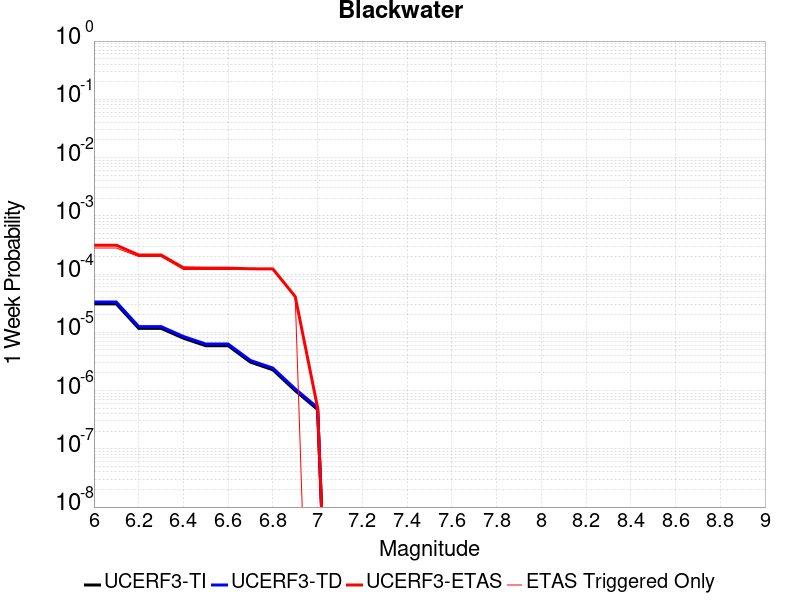 Blackwater
10^0
10^-1
10^-2
10^-3
10^-4
10^-5
10^-6
10^-7
10^-8
1 Week Probability
6 6.2 6.4 6.6 6.8 7 7.2 7.4 7.6 7.8 8 8.2 8.4 8.6 8.8 9
Magnitude
UCERF3-TI UCERF3-TD UCERF3-ETAS ETAS Triggered Only